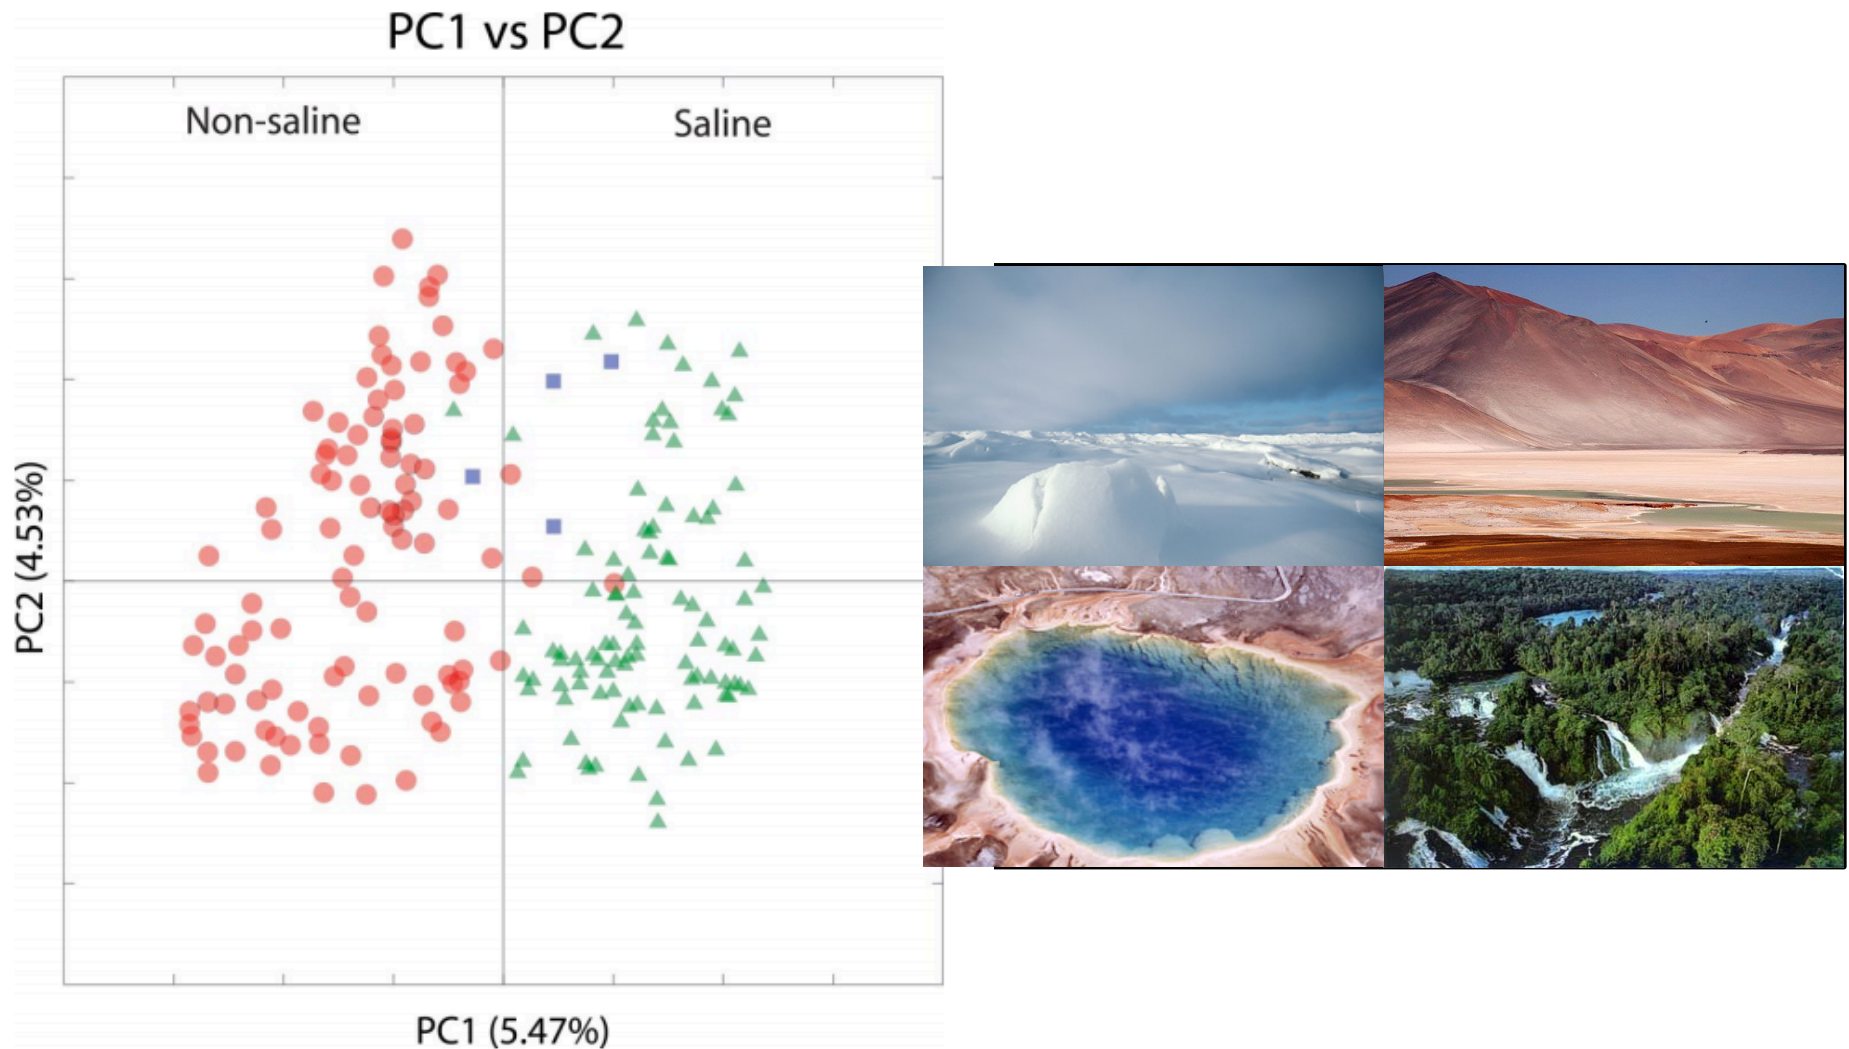 PC1 vs PC2
Non-saline
Saline
PC2 (4.53%)
PC1 (5.47%)